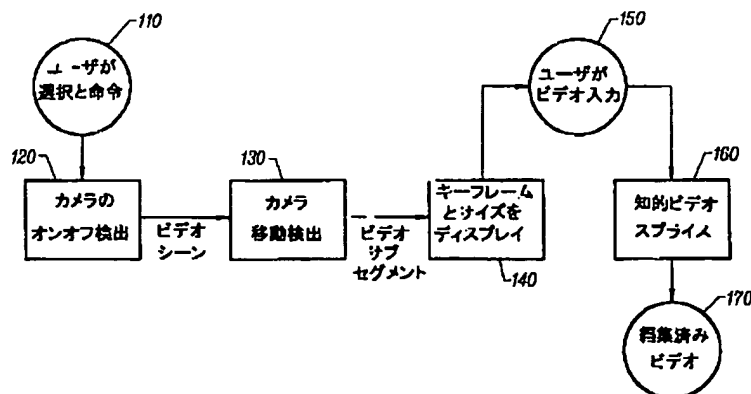 110
ユーザが
選択と命令
120
カメラの
オンオフ検出
ビデオ
シーン
130
カメラ
移動検出
ビデオ
サブ
セグメント
キーフレーム
とサイズを
ディスプレイ
140
150
ユーザが
ビデオ入力
160
知的ビデオ
スプライス
170
編集済み
ビデオ